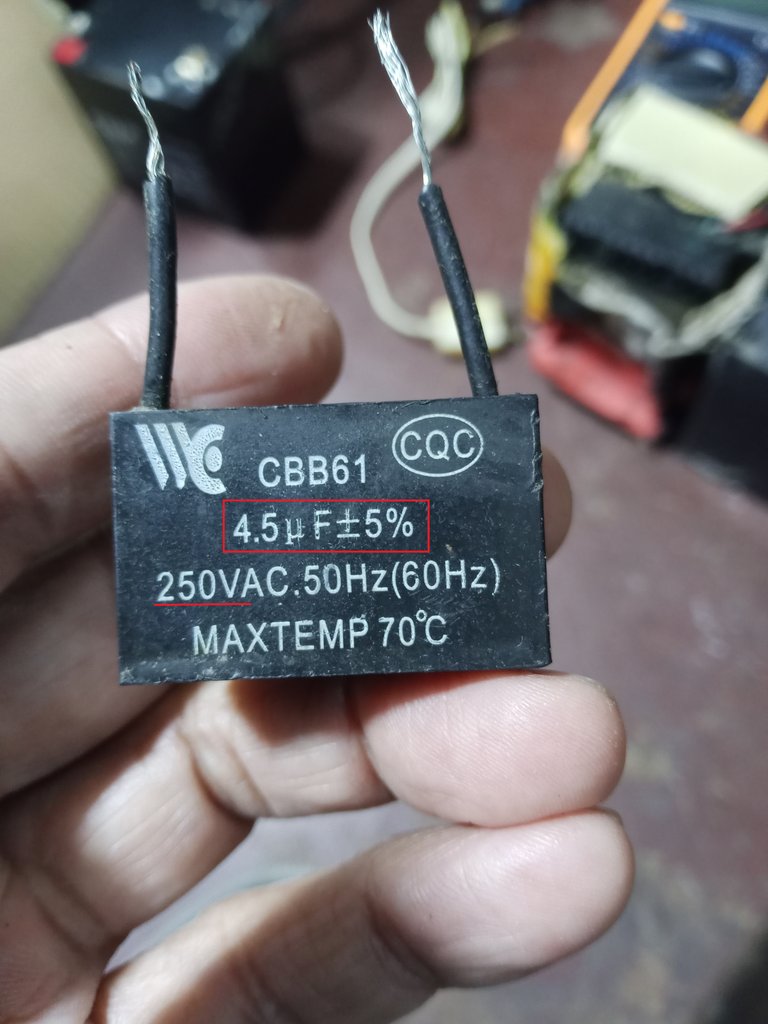 CQC
CBB61
4.5μF±5%
250VAC.50Hz(60Hz)
MAXTEMP 70°C